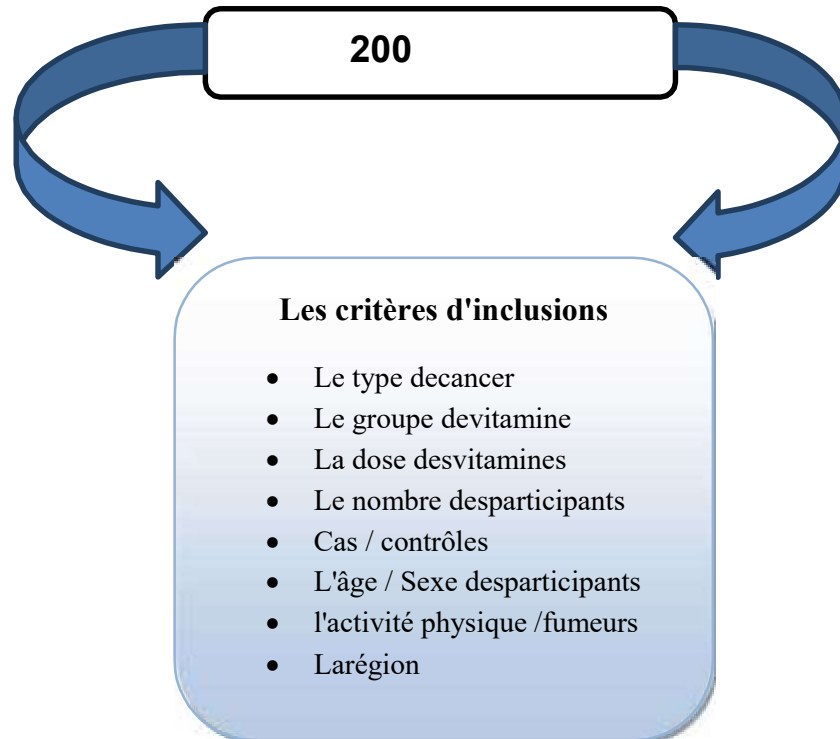 200
Les critères d'inclusions
• Le type decancer
• Le groupe devitamine
• La dose desvitamines
• Le nombre desparticipants
• Cas / contrôles
• L'âge / Sexe desparticipants
• l'activité physique /fumeurs
• Larégion